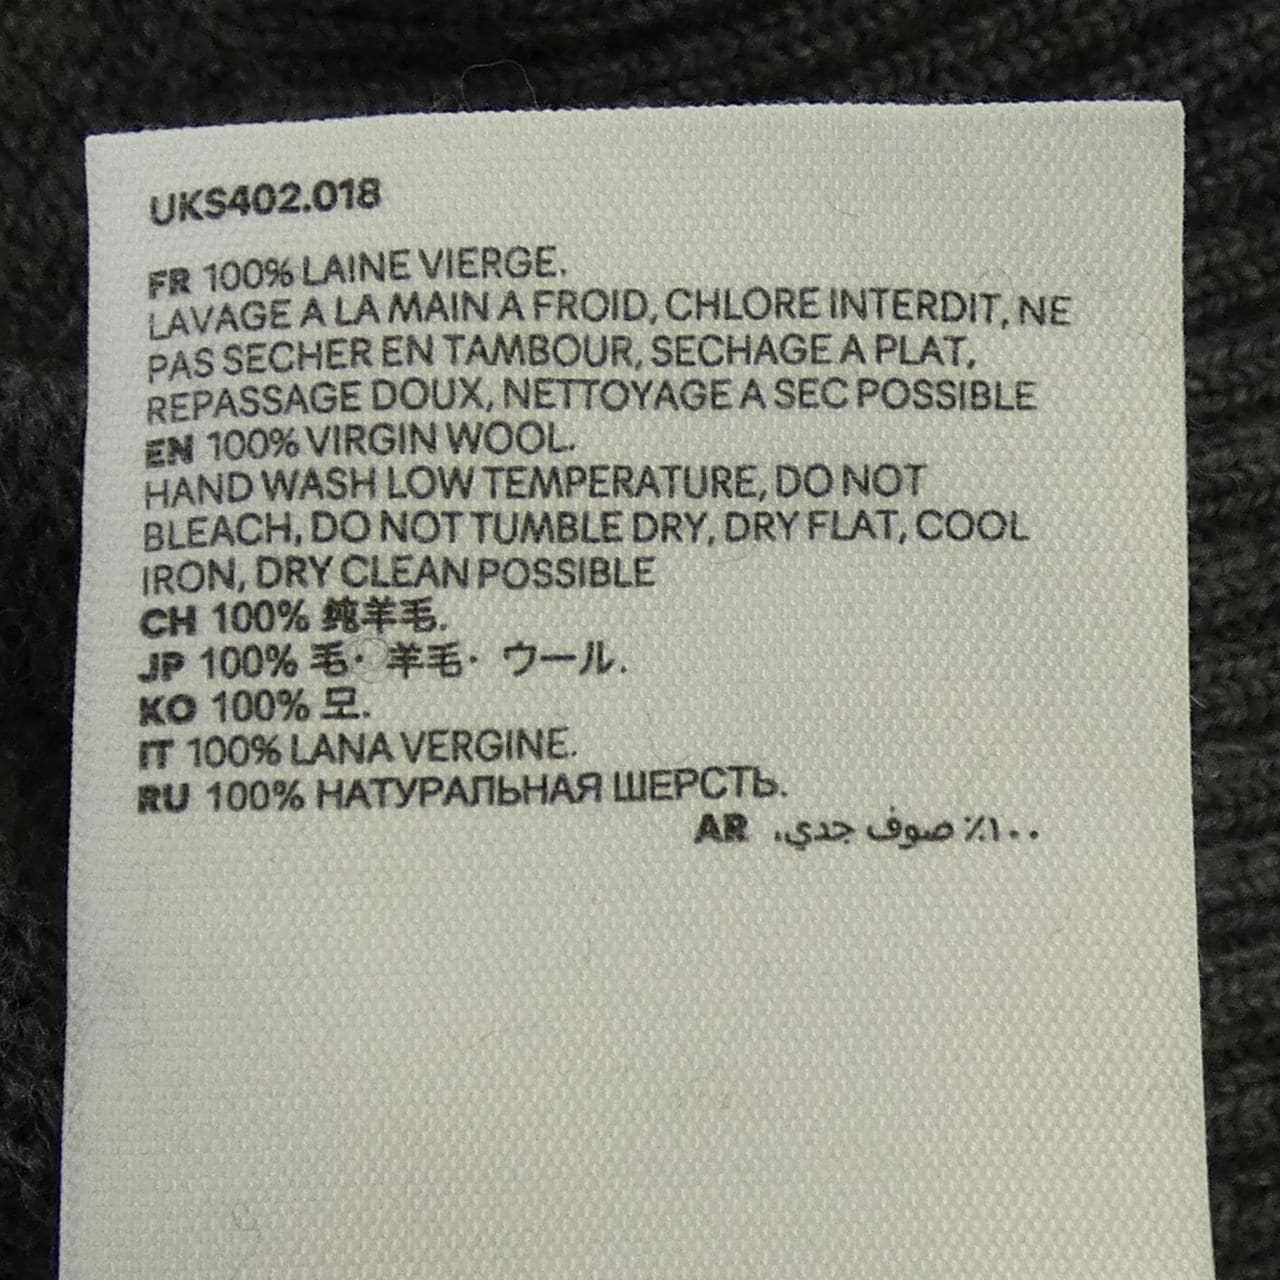 UKS402.018
FR 100% LAINE VIERGE.
LAVAGE A LA MAIN A FROID, CHLORE INTERDIT, NE
PAS SECHER EN TAMBOUR, SECHAGE A PLAT,
REPASSAGE DOUX, NETTOYAGE A SEC POSSIBLE
EN 100% VIRGIN WOOL.
HAND WASH LOW TEMPERATURE, DO NOT
BLEACH, DO NOT TUMBLE DRY, DRY FLAT, COOL
IRON, DRY CLEAN POSSIBLE
CH 100% 纯羊毛.
JP 100% 毛· 羊毛· ウール.
KO 100% 모.
IT 100% LANA VERGINE.
RU 100% НАТУРАЛЬНАЯ ШЕРСТЬ.
AR ١٠٠٪ صوف جدي.